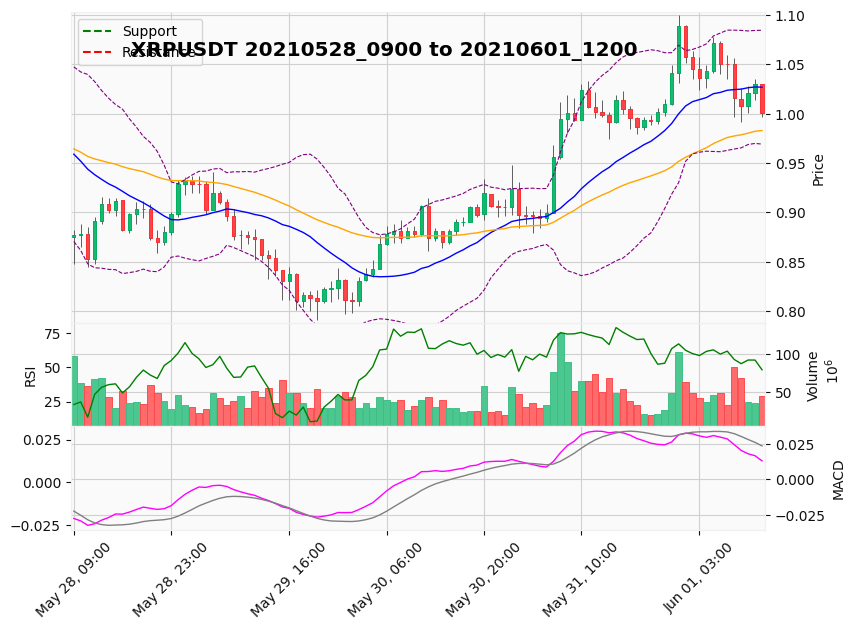 XRPUSDT 20210528_0900 to 20210601_1200
Support
Resistance
1.10
1.05
1.00
0.95
0.90
0.85
0.80
Price
75
50
25
RSI
100
50
Volume
10^6
0.025
0.000
−0.025
0.025
0.000
−0.025
MACD
May 28, 09:00
May 28, 23:00
May 29, 16:00
May 30, 06:00
May 30, 20:00
May 31, 10:00
Jun 01, 03:00